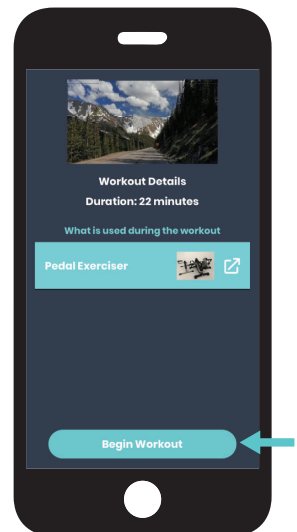 Workout Details
Duration: 22 minutes
What is used during the workout
Pedal Exerciser
Begin Workout